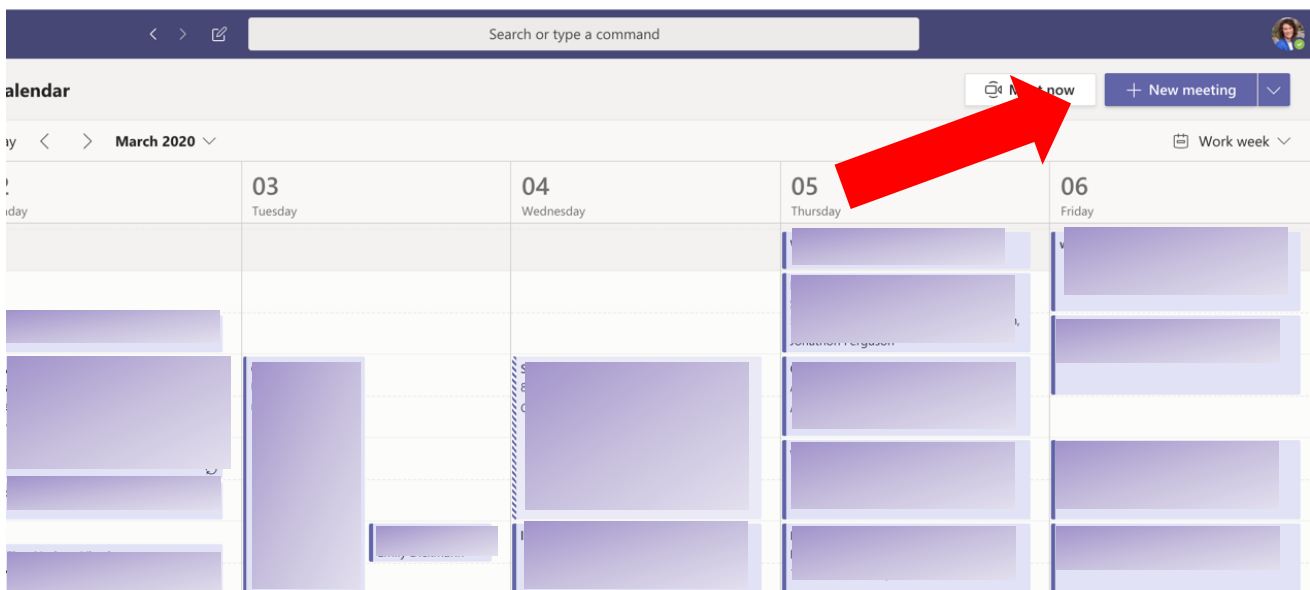 Search or type a command
alendar
now
New meeting
ay
March 2020
Work week
03
04
05
06
Tuesday
Wednesday
Thursday
Friday